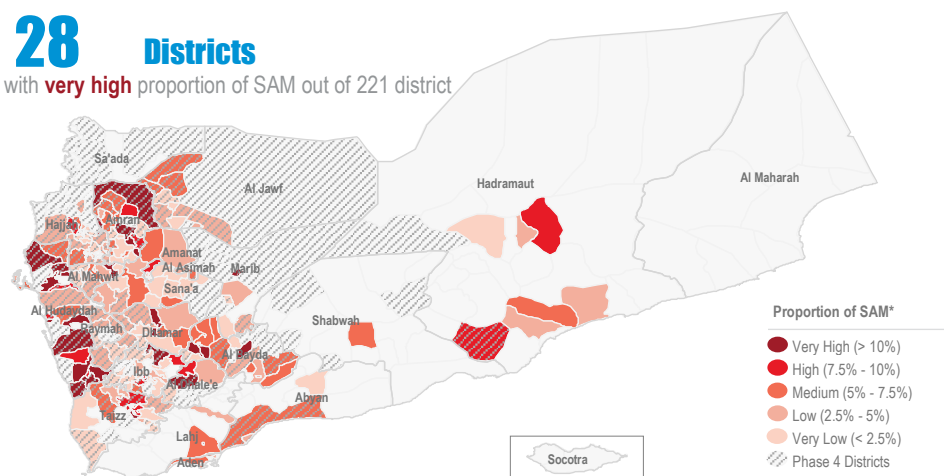 28 Districts
with very high proportion of SAM out of 221 district
Sa'ada
Al Jawf
Hadramaut
Al Maharah
Hajjah
Amran
Amanat
Al Asimah
Marib
Al Mahwit
Sana'a
Al Hudaydah
Raymah
Dhamar
Shabwah
Al Bayda
Ibb
Al Dhale'e
Abyan
Taizz
Lahj
Aden
Socotra
Proportion of SAM*
Very High (> 10%)
High (7.5% - 10%)
Medium (5% - 7.5%)
Low (2.5% - 5%)
Very Low (< 2.5%)
Phase 4 Districts